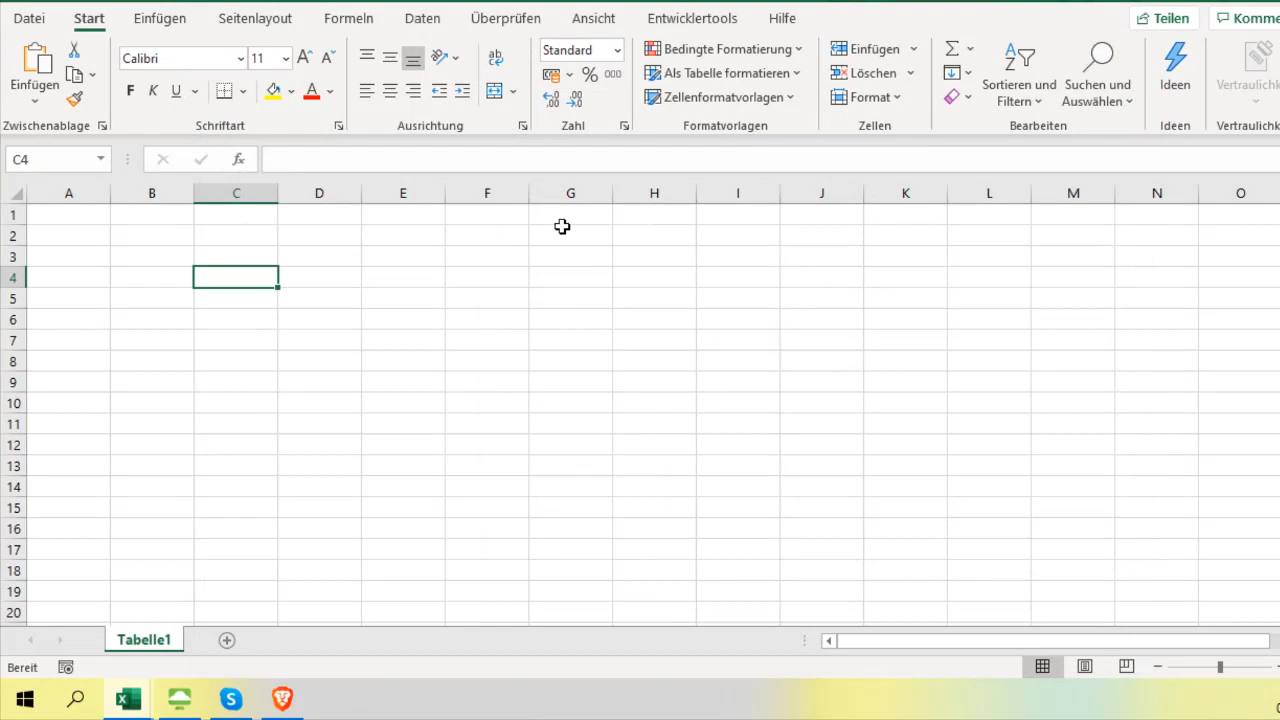 Datei Start Einfügen Seitenlayout Formeln Daten Überprüfen Ansicht Entwicklertools Hilfe Teilen Komme
Einfügen Calibri 11 Standard Bedingte Formatierung Einfügen
Als Tabelle formatieren Löschen Sortieren und Filtern Suchen und Auswählen Ideen Vertraulichk
F K U % 000 Zellenformatvorlagen Format
Zwischenablage Schriftart Ausrichtung Zahl Formatvorlagen Zellen Bearbeiten Ideen Vertraulichk
C4 fx
A B C D E F G H I J K L M N O
1
2
3
4
5
6
7
8
9
10
11
12
13
14
15
16
17
18
19
20
Tabelle1
Bereit